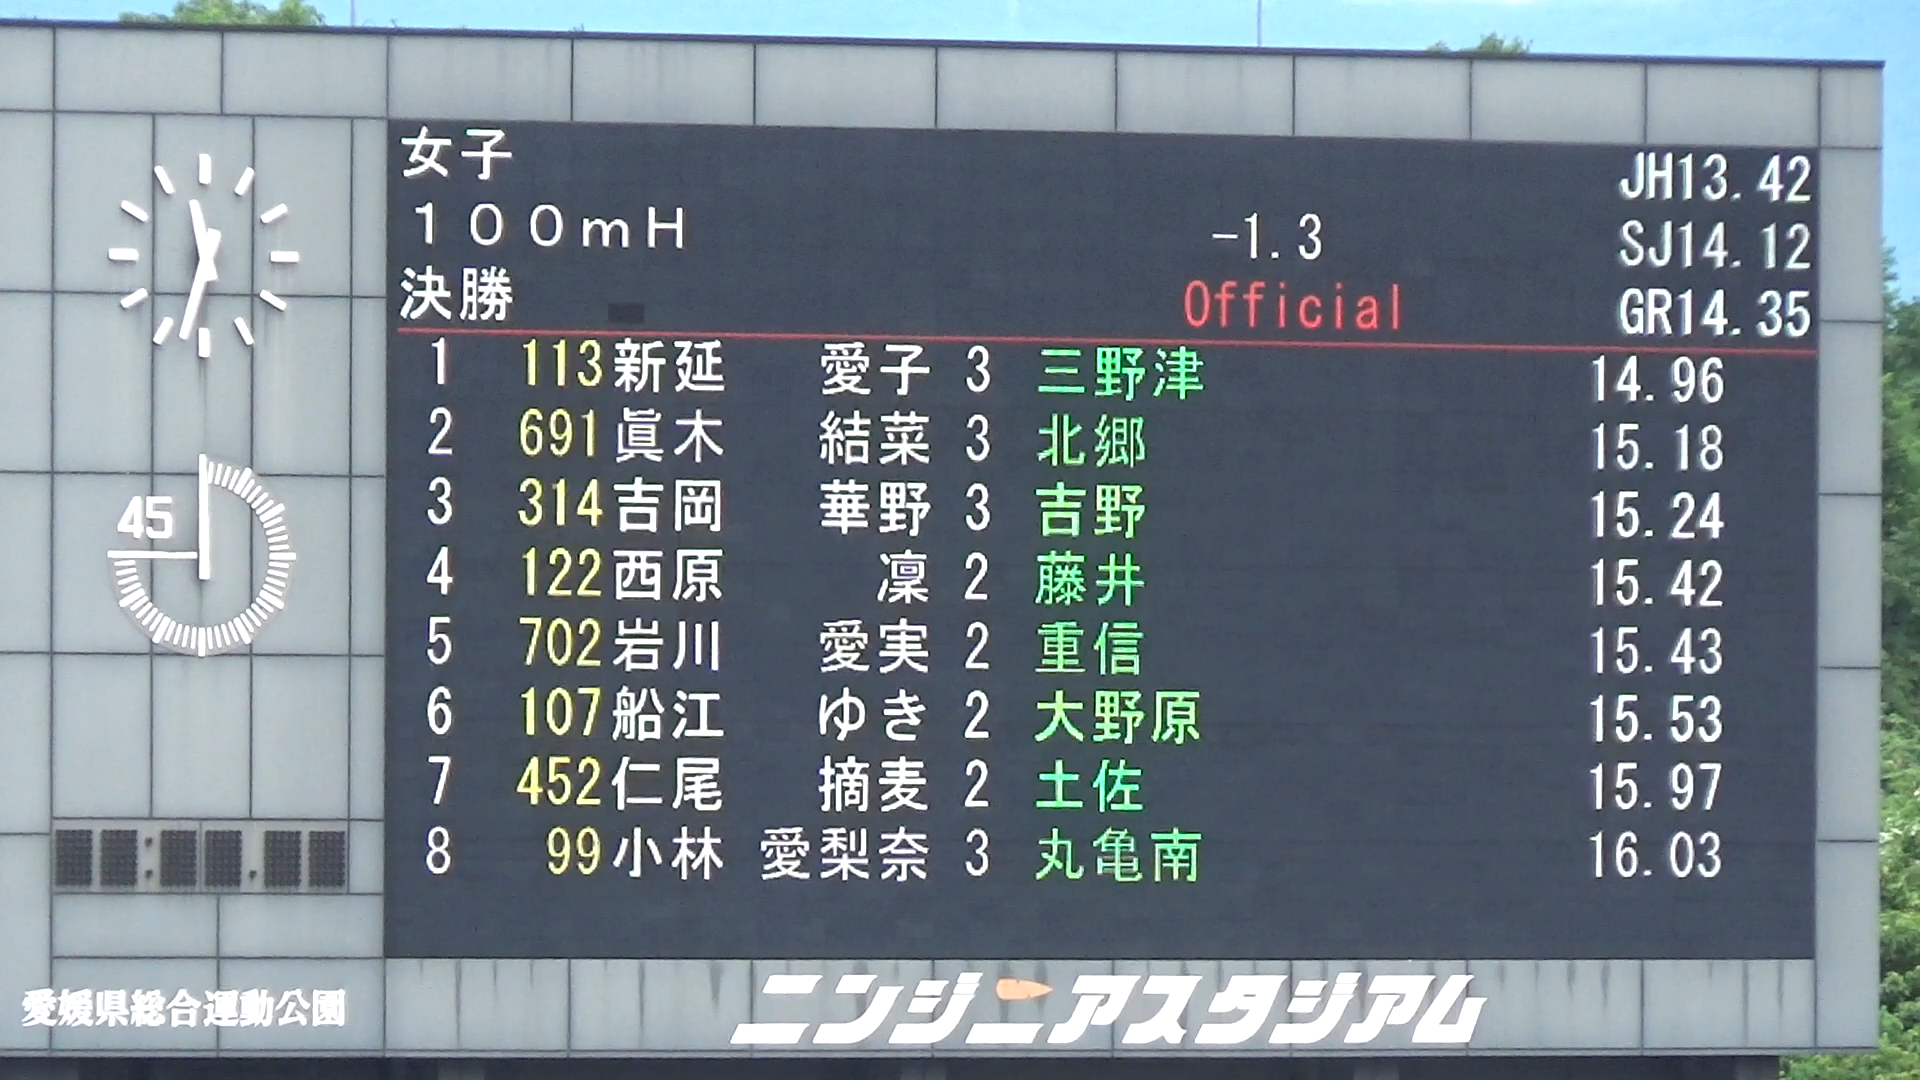 女子
100mH
決勝
-1.3
Official
JH13.42
SJ14.12
GR14.35
1 113 新延 愛子 3 三野津 14.96
2 691 眞木 結菜 3 北郷 15.18
3 314 吉岡 華野 3 吉野 15.24
4 122 西原 凜 2 藤井 15.42
5 702 岩川 愛実 2 重信 15.43
6 107 船江 ゆき 2 大野原 15.53
7 452 仁尾 摘麦 2 土佐 15.97
8 99 小林 愛梨奈 3 丸亀南 16.03
45
愛媛県総合運動公園
ニンジニアスタジアム